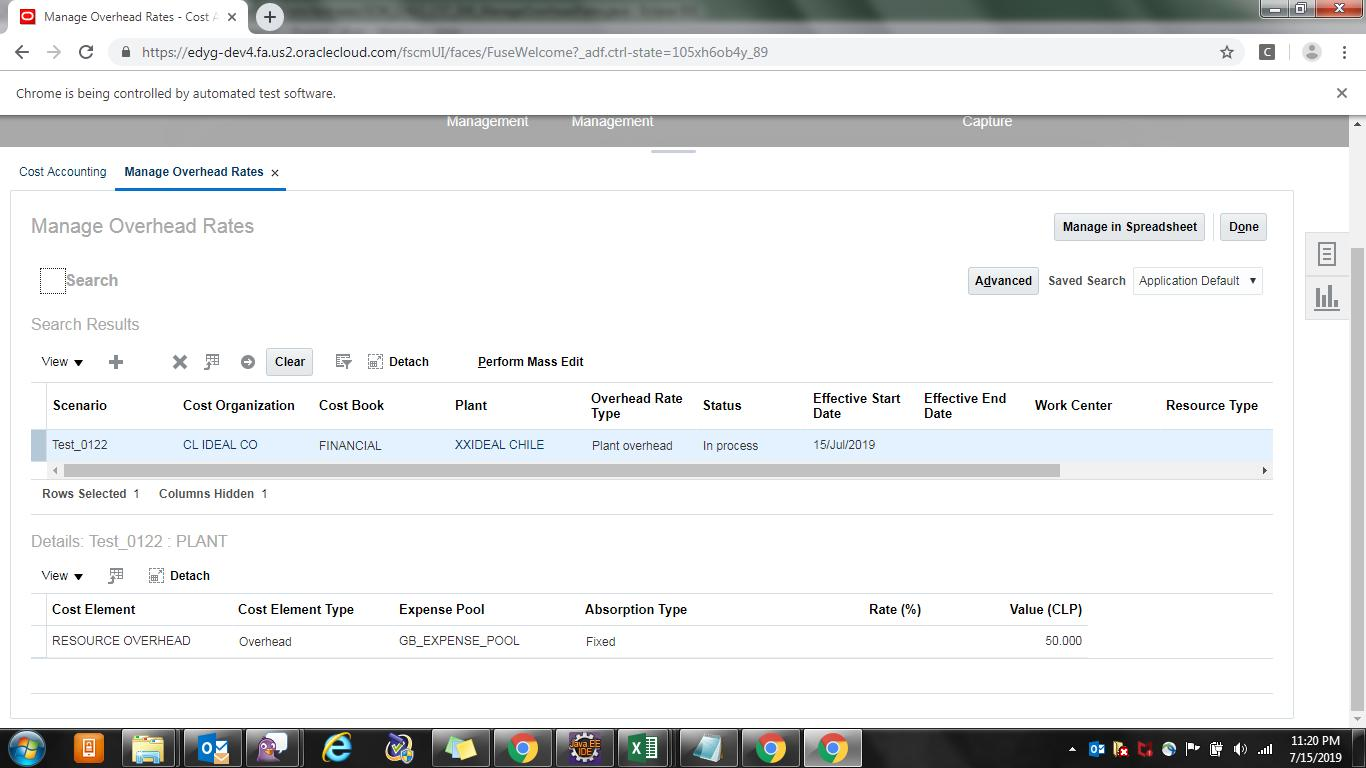 Manage Overhead Rates - Cost A
https://edyg-dev4.fa.us2.oraclecloud.com/fscmUI/faces/FuseWelcome?_adf.ctrl-state=105xh6ob4y_89
C
Chrome is being controlled by automated test software.
Management Management Capture
Cost Accounting Manage Overhead Rates
Manage Overhead Rates Manage in Spreadsheet Done
Search Advanced Saved Search Application Default
Search Results
View Clear Detach Perform Mass Edit
Scenario Cost Organization Cost Book Plant Overhead Rate Type Status Effective Start Date Effective End Date Work Center Resource Type
Test_0122 CL IDEAL CO FINANCIAL XXIDEAL CHILE Plant overhead In process 15/Jul/2019
Rows Selected 1 Columns Hidden 1
Details: Test_0122 : PLANT
View Detach
Cost Element Cost Element Type Expense Pool Absorption Type Rate (%) Value (CLP)
RESOURCE OVERHEAD Overhead GB_EXPENSE_POOL Fixed 50.000
Java EE
IDE
11:20 PM
7/15/2019